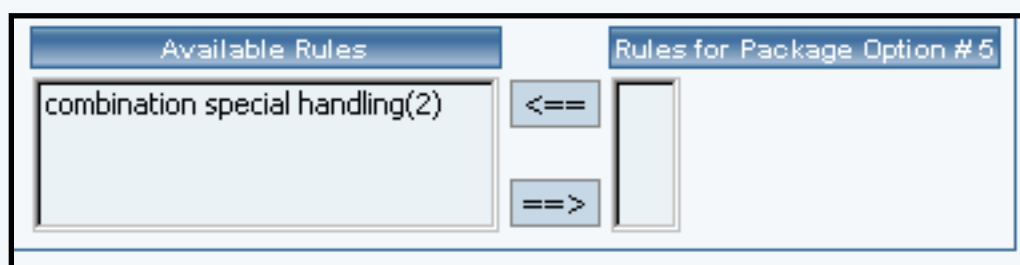 Available Rules
Rules for Package Option # 5
combination special handling(2)
<==
==>